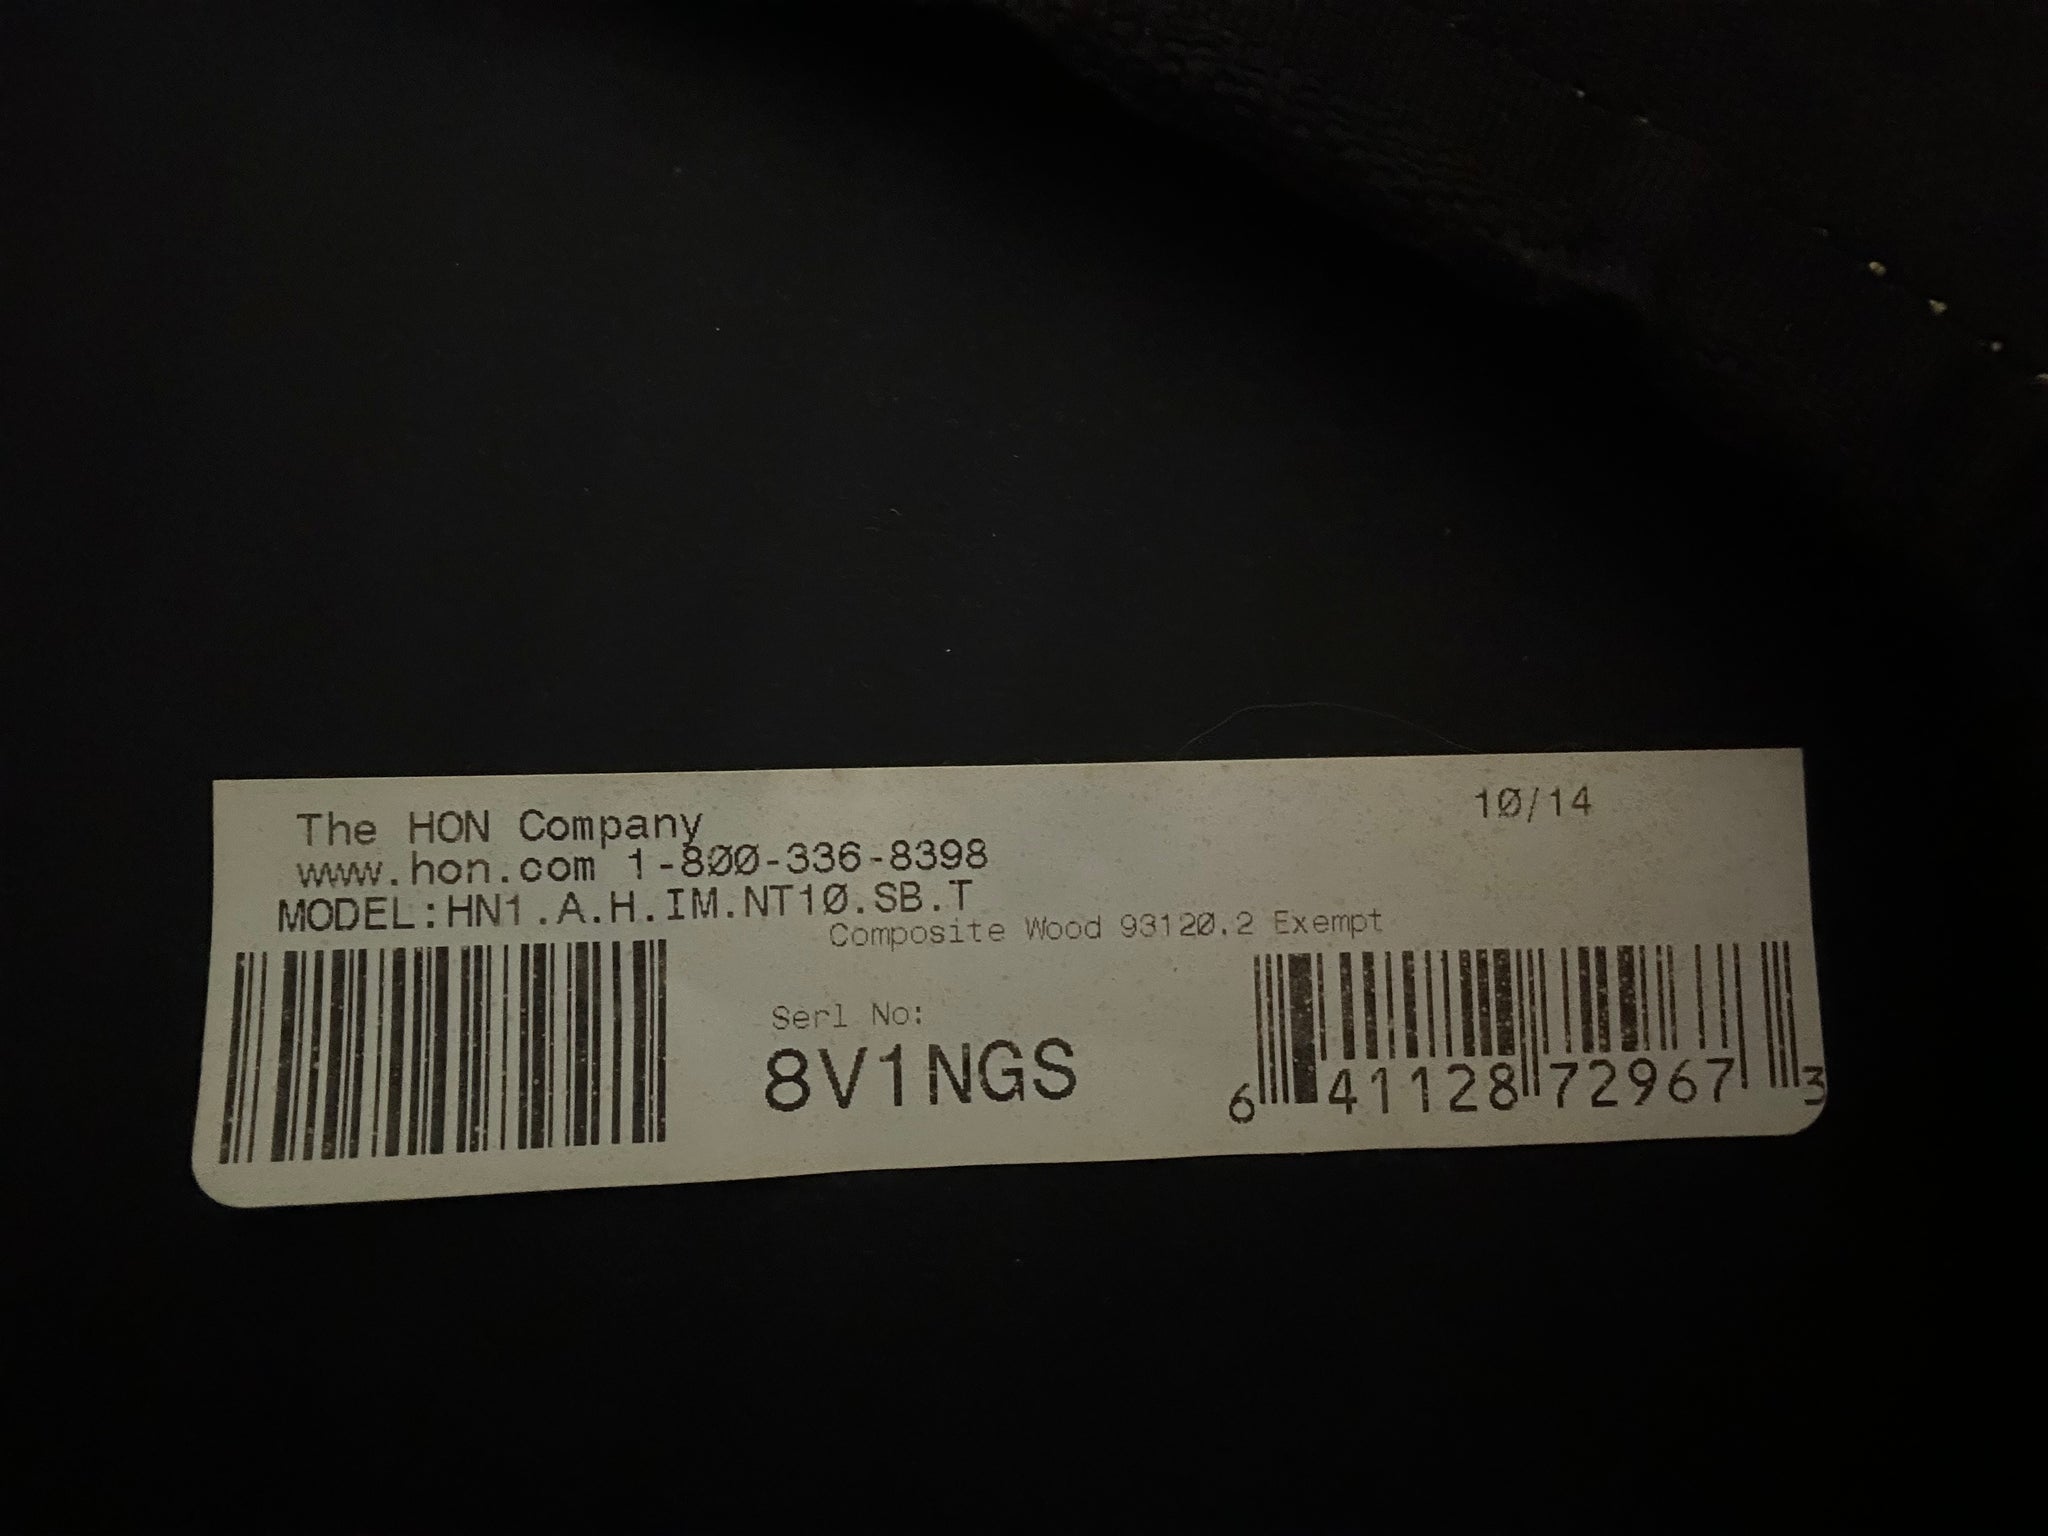 The HON Company
10/14
www.hon.com 1-800-336-8398
MODEL:HN1.A.H.IM.NT10.SB.T
Composite Wood 93120.2 Exempt
Serl No:
8V1NGS
6 41128 72967 3